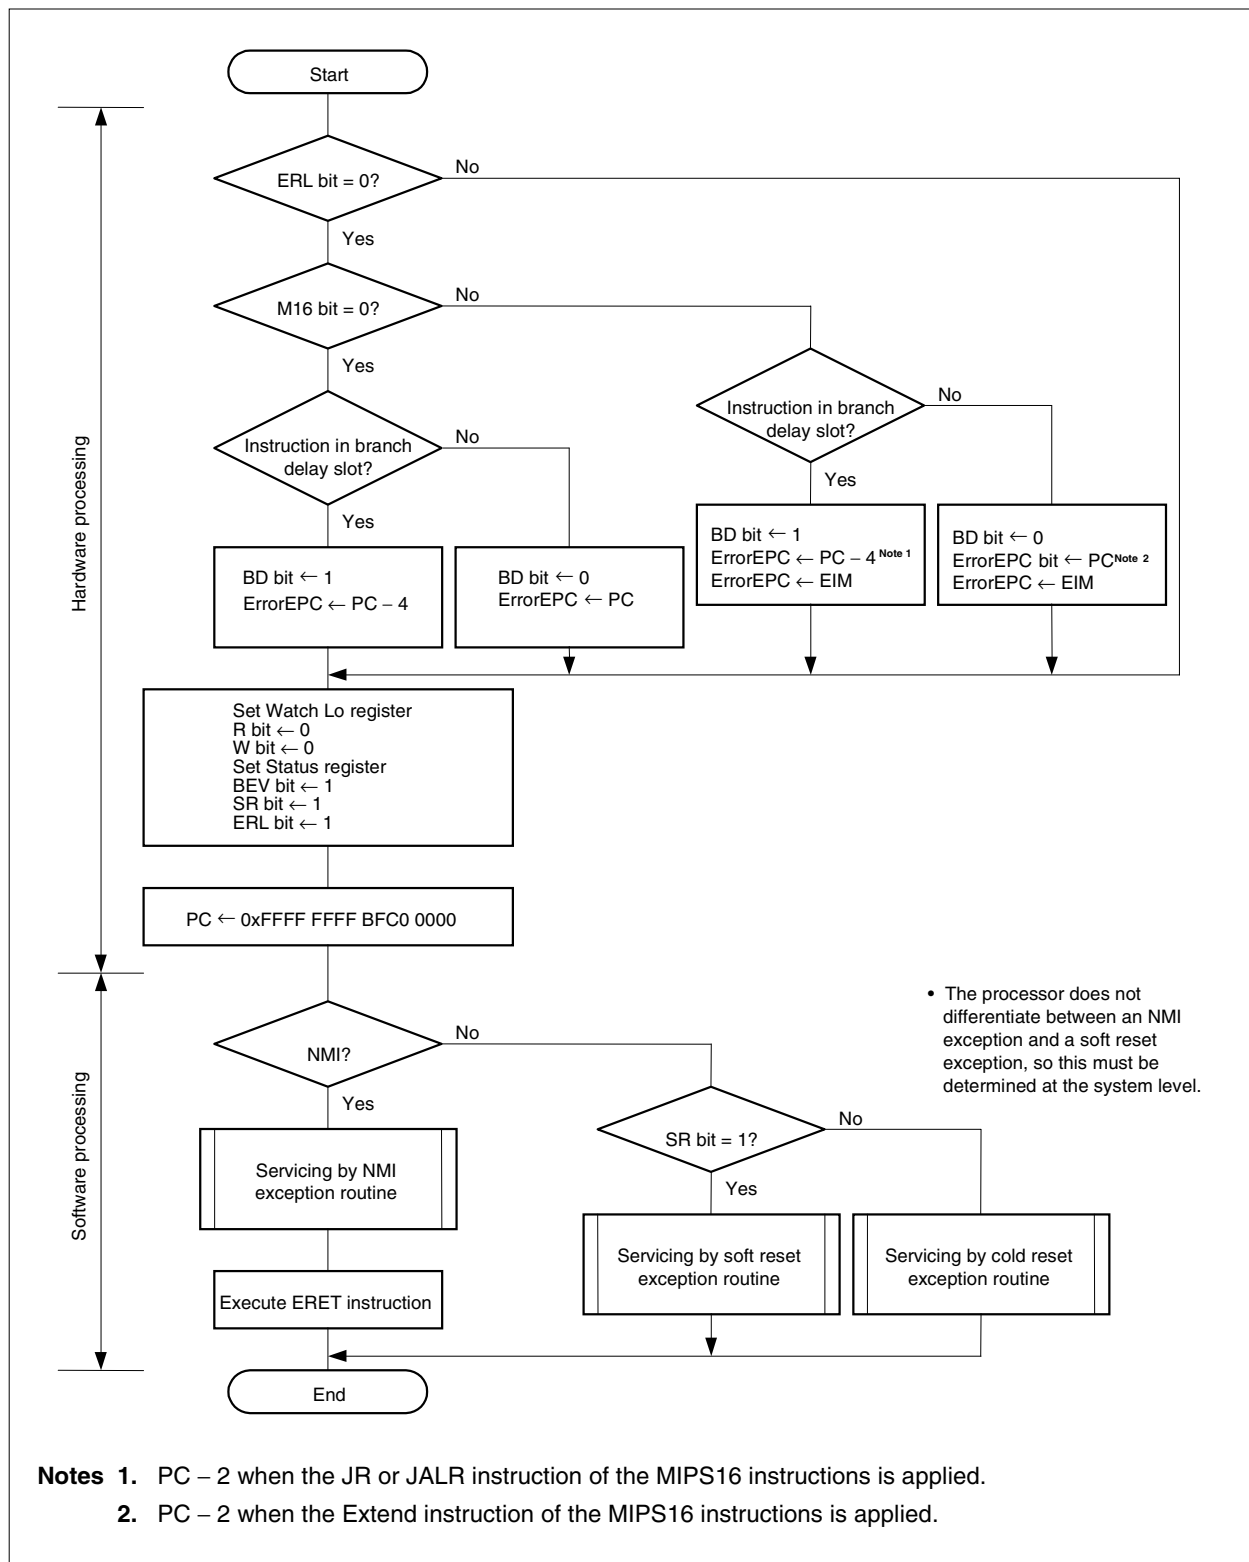 Start
Hardware processing
ERL bit = 0?
No
Yes
M16 bit = 0?
No
Yes
Instruction in branch
delay slot?
No
Yes
Instruction in branch
delay slot?
No
Yes
BD bit ← 1
ErrorEPC ← PC – 4
BD bit ← 0
ErrorEPC ← PC
BD bit ← 1
ErrorEPC ← PC – 4 Note 1
ErrorEPC ← EIM
BD bit ← 0
ErrorEPC bit ← PC Note 2
ErrorEPC ← EIM
Set Watch Lo register
R bit ← 0
W bit ← 0
Set Status register
BEV bit ← 1
SR bit ← 1
ERL bit ← 1
PC ← 0xFFFF FFFF BFC0 0000
Software processing
NMI?
No
Yes
• The processor does not
differentiate between an NMI
exception and a soft reset
exception, so this must be
determined at the system level.
SR bit = 1?
No
Yes
Servicing by NMI
exception routine
Servicing by soft reset
exception routine
Servicing by cold reset
exception routine
Execute ERET instruction
End
Notes 1. PC – 2 when the JR or JALR instruction of the MIPS16 instructions is applied.
2. PC – 2 when the Extend instruction of the MIPS16 instructions is applied.